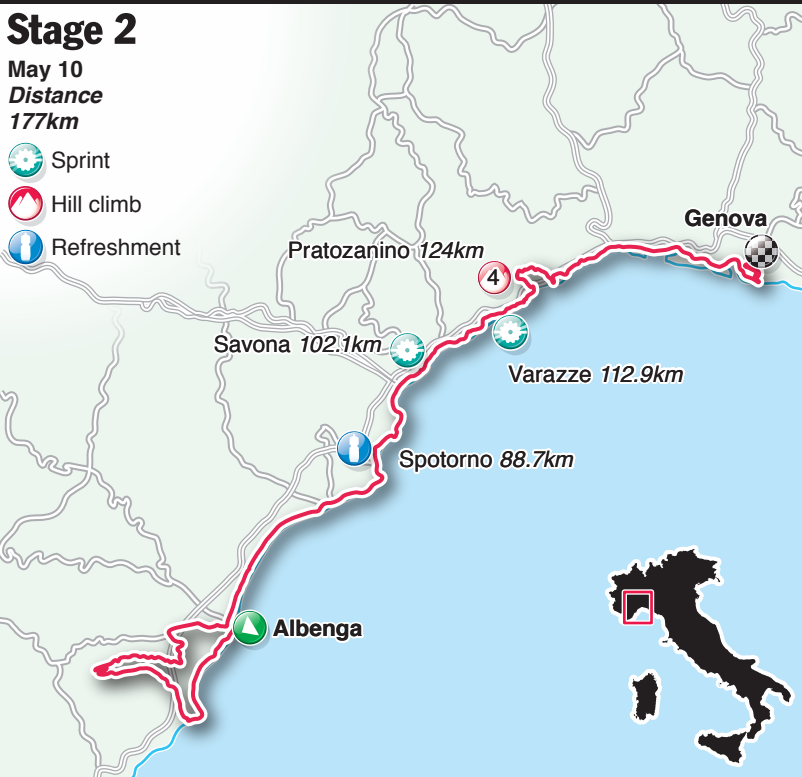 Stage 2
May 10
Distance
177km
Sprint
Hill climb
Refreshment
Genova
Pratozanino 124km
4
Savona 102.1km
Varazze 112.9km
Spotorno 88.7km
Albenga